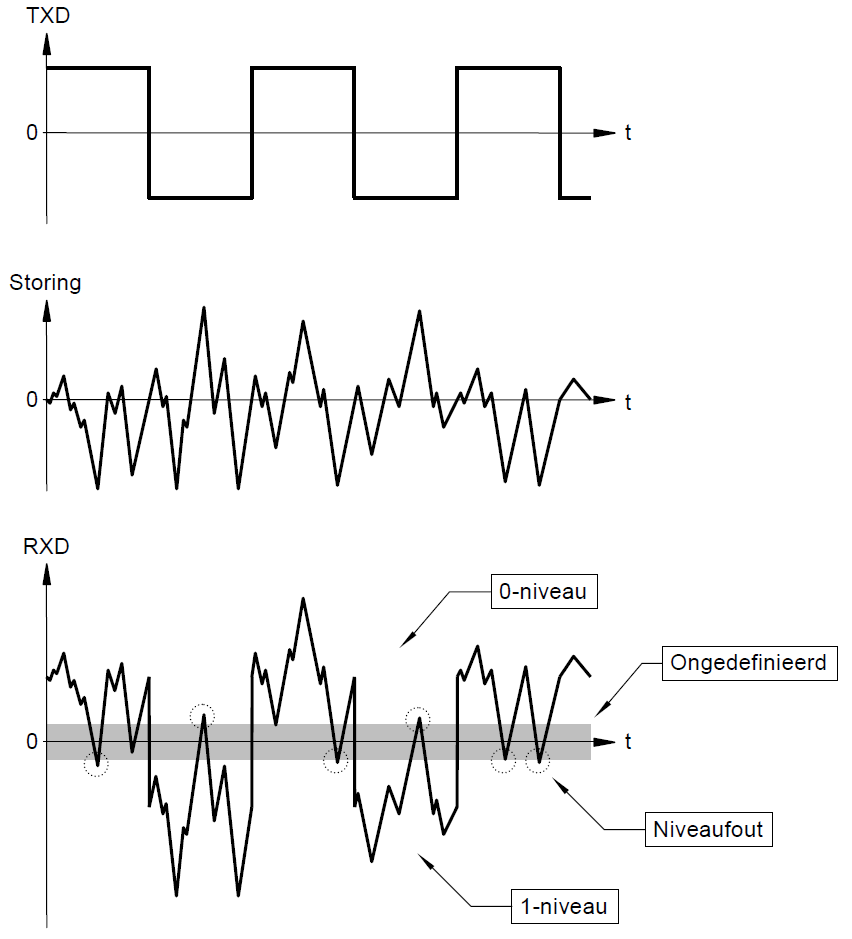 TXD
0
t
Storing
0
t
RXD
0-niveau
Ongedefinieerd
0
t
Niveaufout
1-niveau